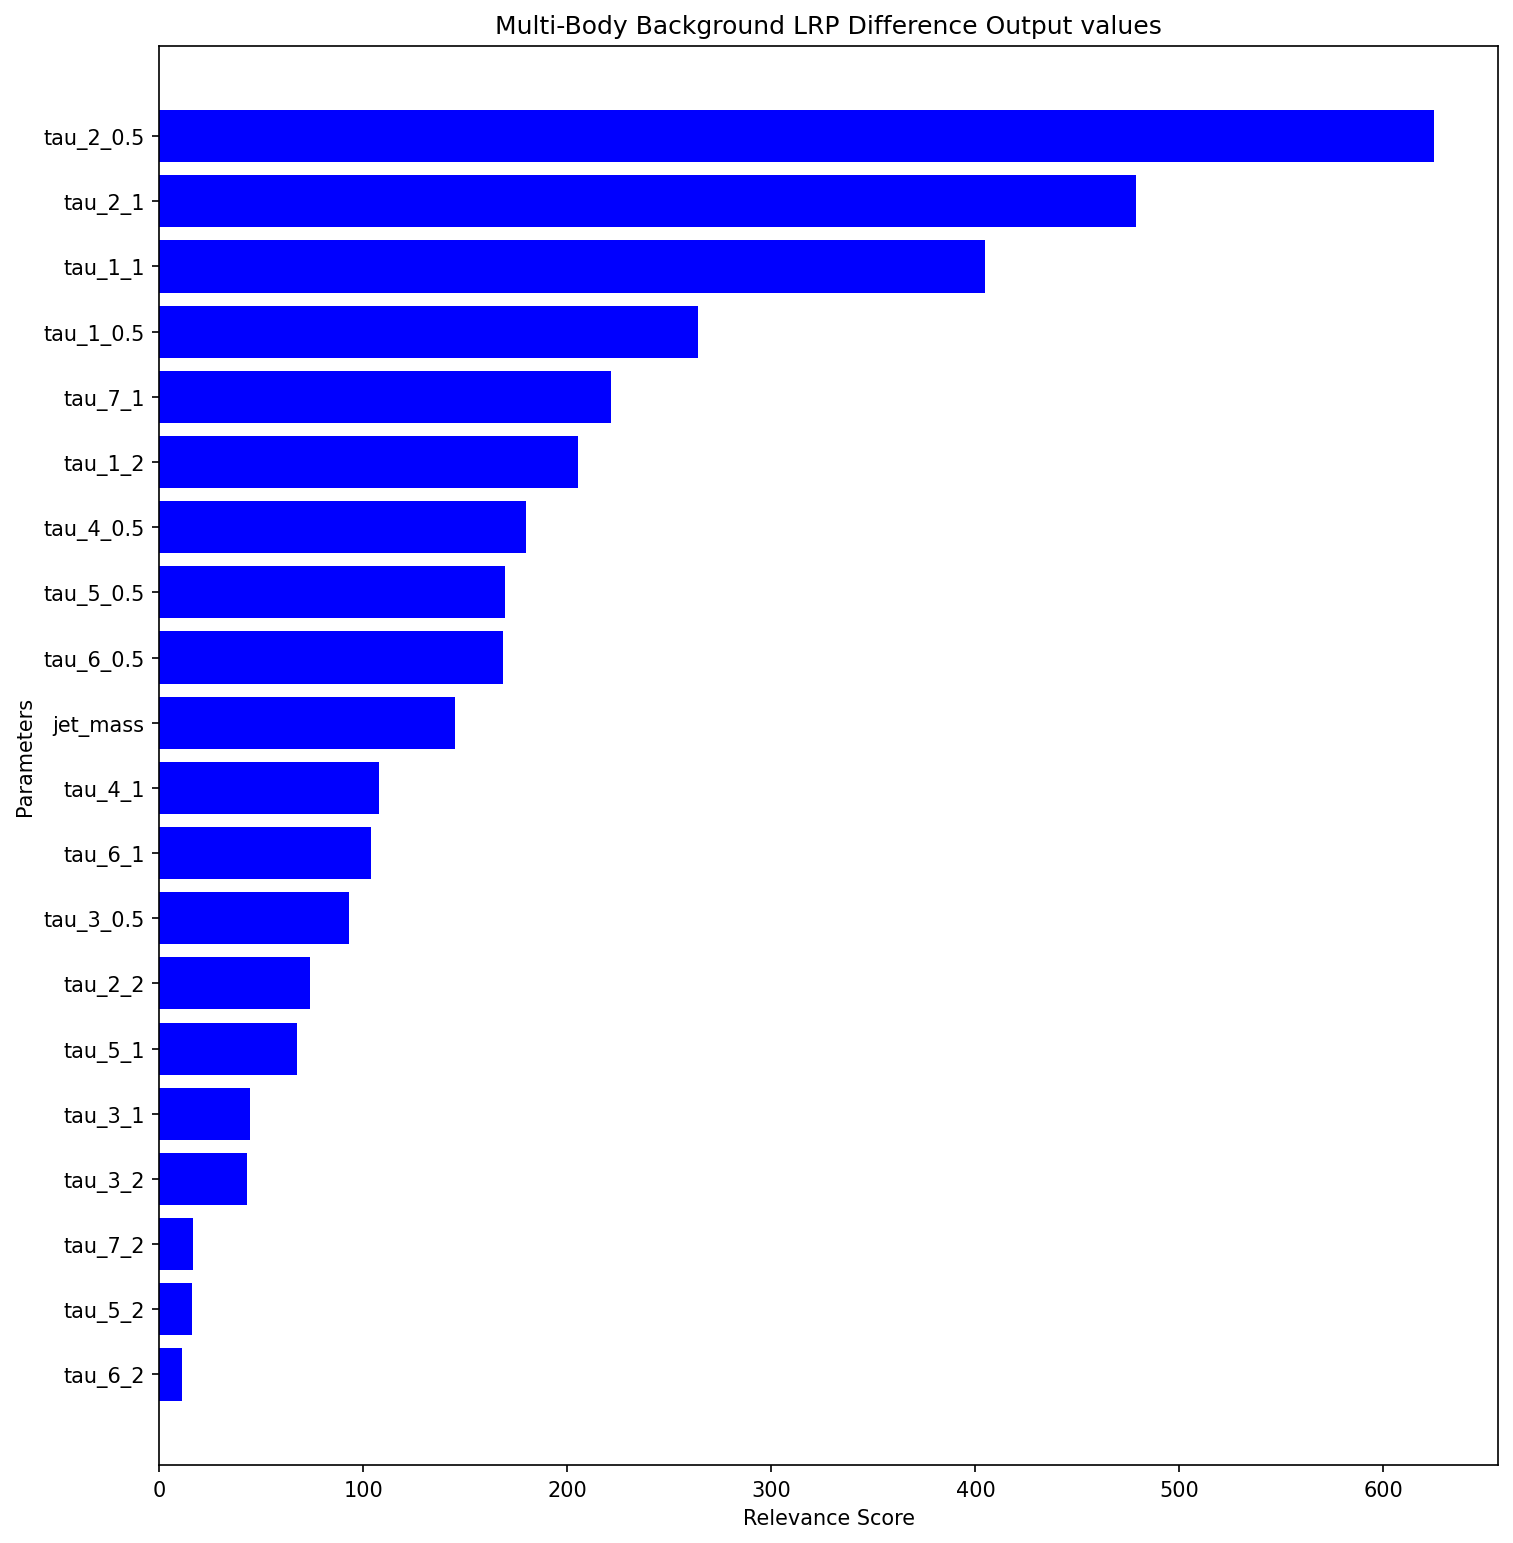 Multi-Body Background LRP Difference Output values
tau_2_0.5
tau_2_1
tau_1_1
tau_1_0.5
tau_7_1
tau_1_2
tau_4_0.5
tau_5_0.5
tau_6_0.5
jet_mass
tau_4_1
tau_6_1
tau_3_0.5
tau_2_2
tau_5_1
tau_3_1
tau_3_2
tau_7_2
tau_5_2
tau_6_2
Parameters
0 100 200 300 400 500 600
Relevance Score